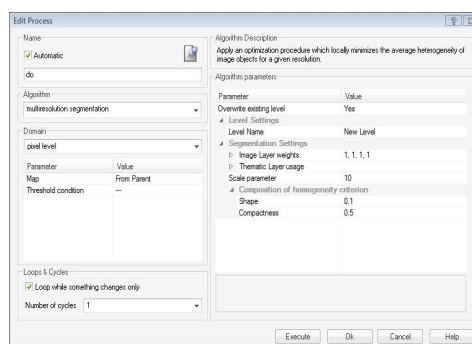 Edit Process
Name
Automatic
do
Algorithm
multiresolution segmentation
Domain
pixel level
Parameter Value
Map From Parent
Threshold condition ---
Loops & Cycles
Loop while something changes only
Number of cycles 1
Algorithm Description
Apply an optimization procedure which locally minimizes the average heterogeneity of
image objects for a given resolution.
Algorithm parameters
Parameter Value
Overwrite existing level Yes
Level Settings
Level Name New Level
Segmentation Settings
Image Layer weights 1, 1, 1, 1
Thematic Layer usage
Scale parameter 10
Composition of homogeneity criterion
Shape 0.1
Compactness 0.5
Execute Ok Cancel Help